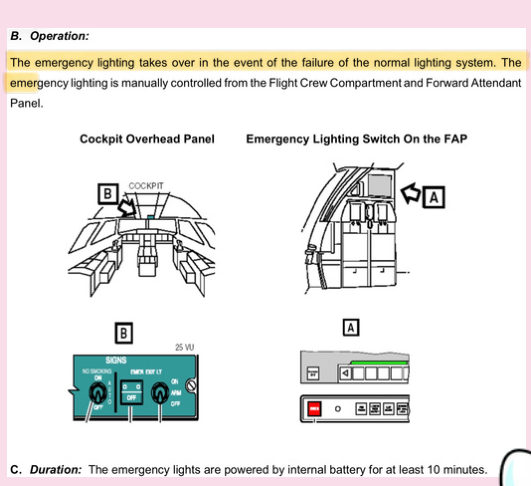 B. Operation:
The emergency lighting takes over in the event of the failure of the normal lighting system. The
emergency lighting is manually controlled from the Flight Crew Compartment and Forward Attendant
Panel.
Cockpit Overhead Panel Emergency Lighting Switch On the FAP
B COCKPIT
A
B
A
25 VU
SIGNS
NO SMOKING EMER EXIT LT
ON
ON
ARM
OFF
OFF
OFF
C. Duration: The emergency lights are powered by internal battery for at least 10 minutes.